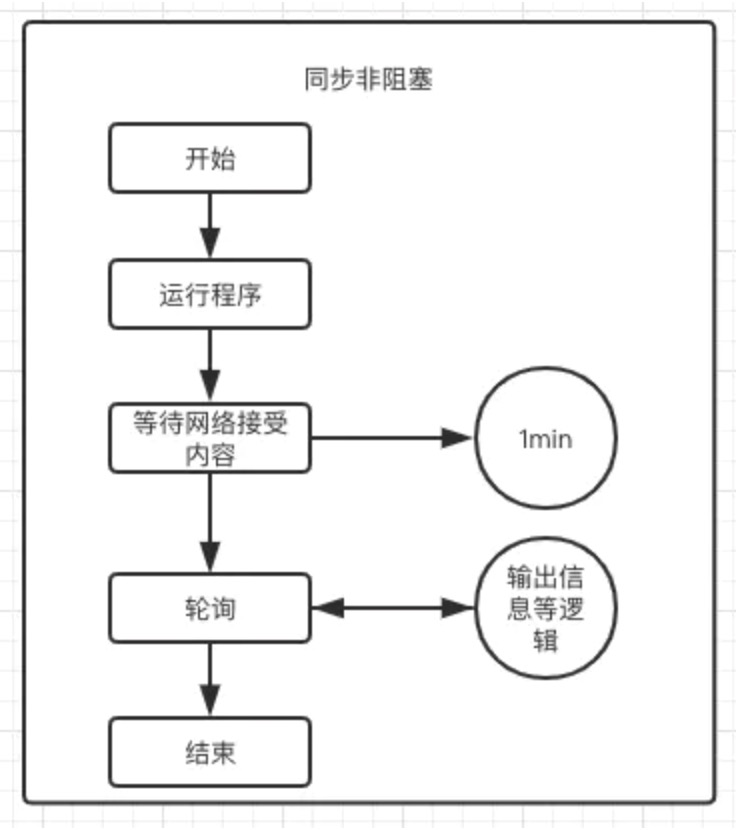 同步非阻塞
开始
运行程序
等待网络接受
内容
1min
轮询
输出信
息等逻
辑
结束